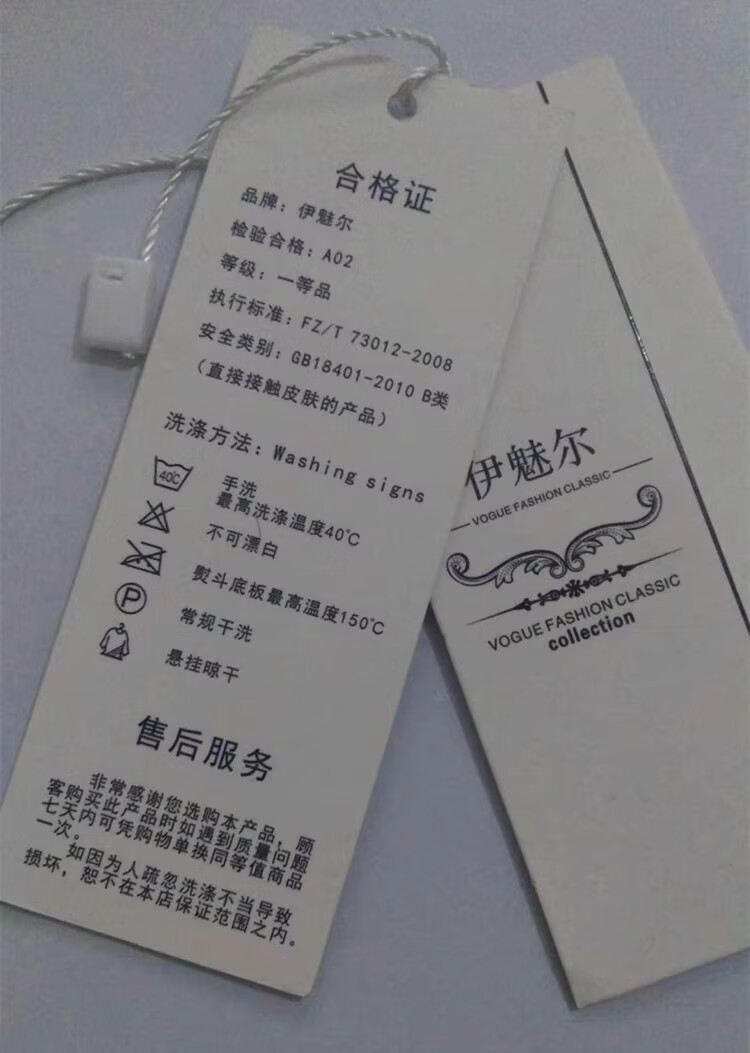 合格证
品牌：伊魅尔
检验合格：A02
等级：一等品
执行标准：FZ/T 73012-2008
安全类别：GB18401-2010 B类
（直接接触皮肤的产品）
洗涤方法：Washing signs
40℃
手洗
最高洗涤温度40℃
不可漂白
熨斗底板最高温度150℃
P
常规干洗
悬挂晾干
售后服务
非常感谢您选购本产品，顾
客购买此产品时如遇到质量问题
七天内可凭购物单换同等值商品
一次。
如因为人疏忽洗涤不当导致
损坏，恕不在本店保证范围之内。
伊魅尔
VOGUE FASHION CLASSIC
VOGUE FASHION CLASSIC
collection